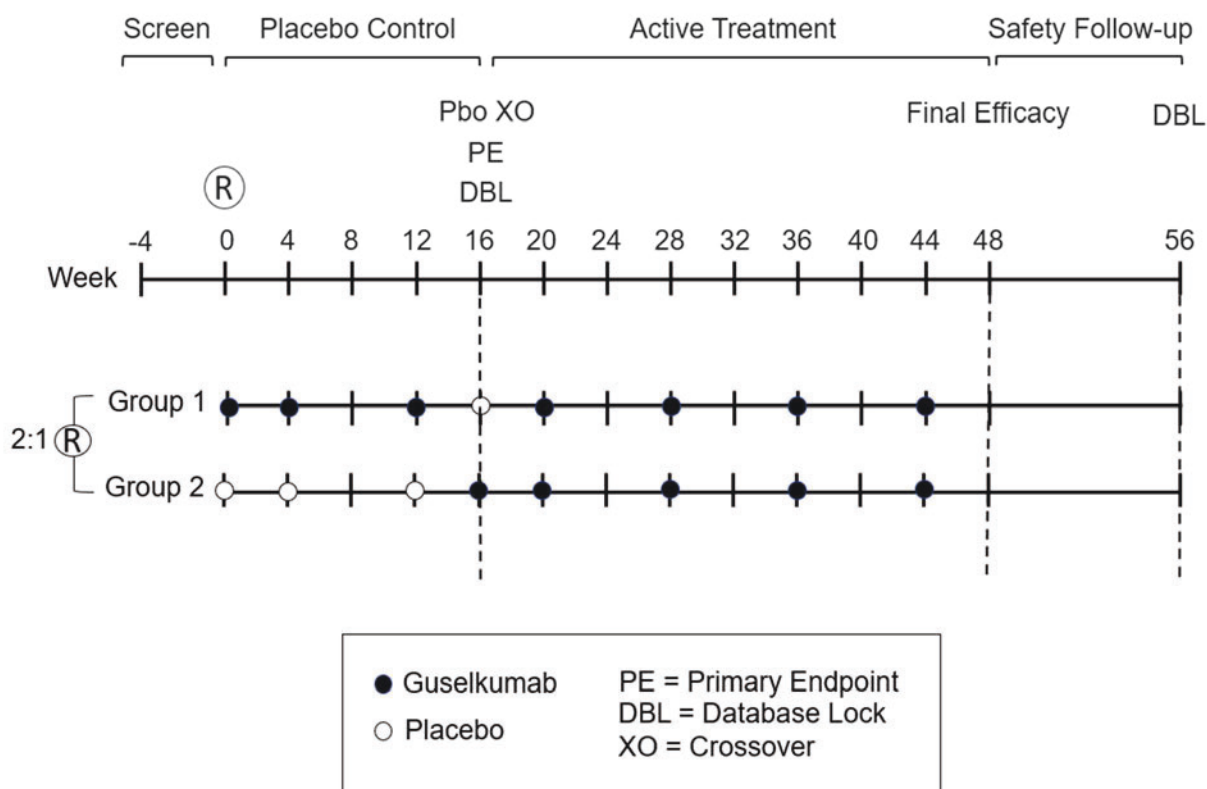 Screen Placebo Control Active Treatment Safety Follow-up
Pbo XO Final Efficacy DBL
PE
R DBL
-4 0 4 8 12 16 20 24 28 32 36 40 44 48 56
Week
Group 1
2:1 R
Group 2
Guselkumab PE = Primary Endpoint
DBL = Database Lock
Placebo XO = Crossover